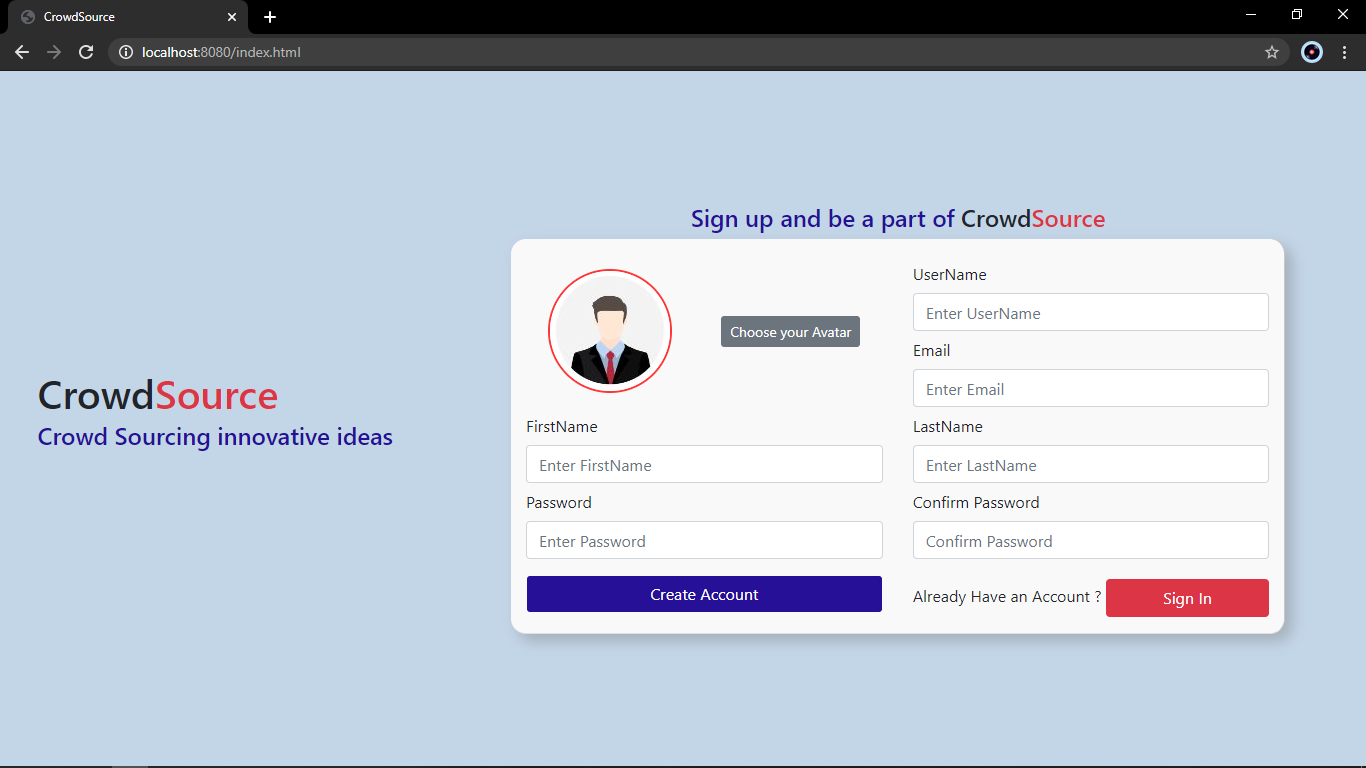 CrowdSource
localhost:8080/index.html
CrowdSource
Crowd Sourcing innovative ideas
Sign up and be a part of CrowdSource
Choose your Avatar
UserName
Enter UserName
Email
Enter Email
FirstName
Enter FirstName
LastName
Enter LastName
Password
Enter Password
Confirm Password
Confirm Password
Create Account
Already Have an Account ?
Sign In